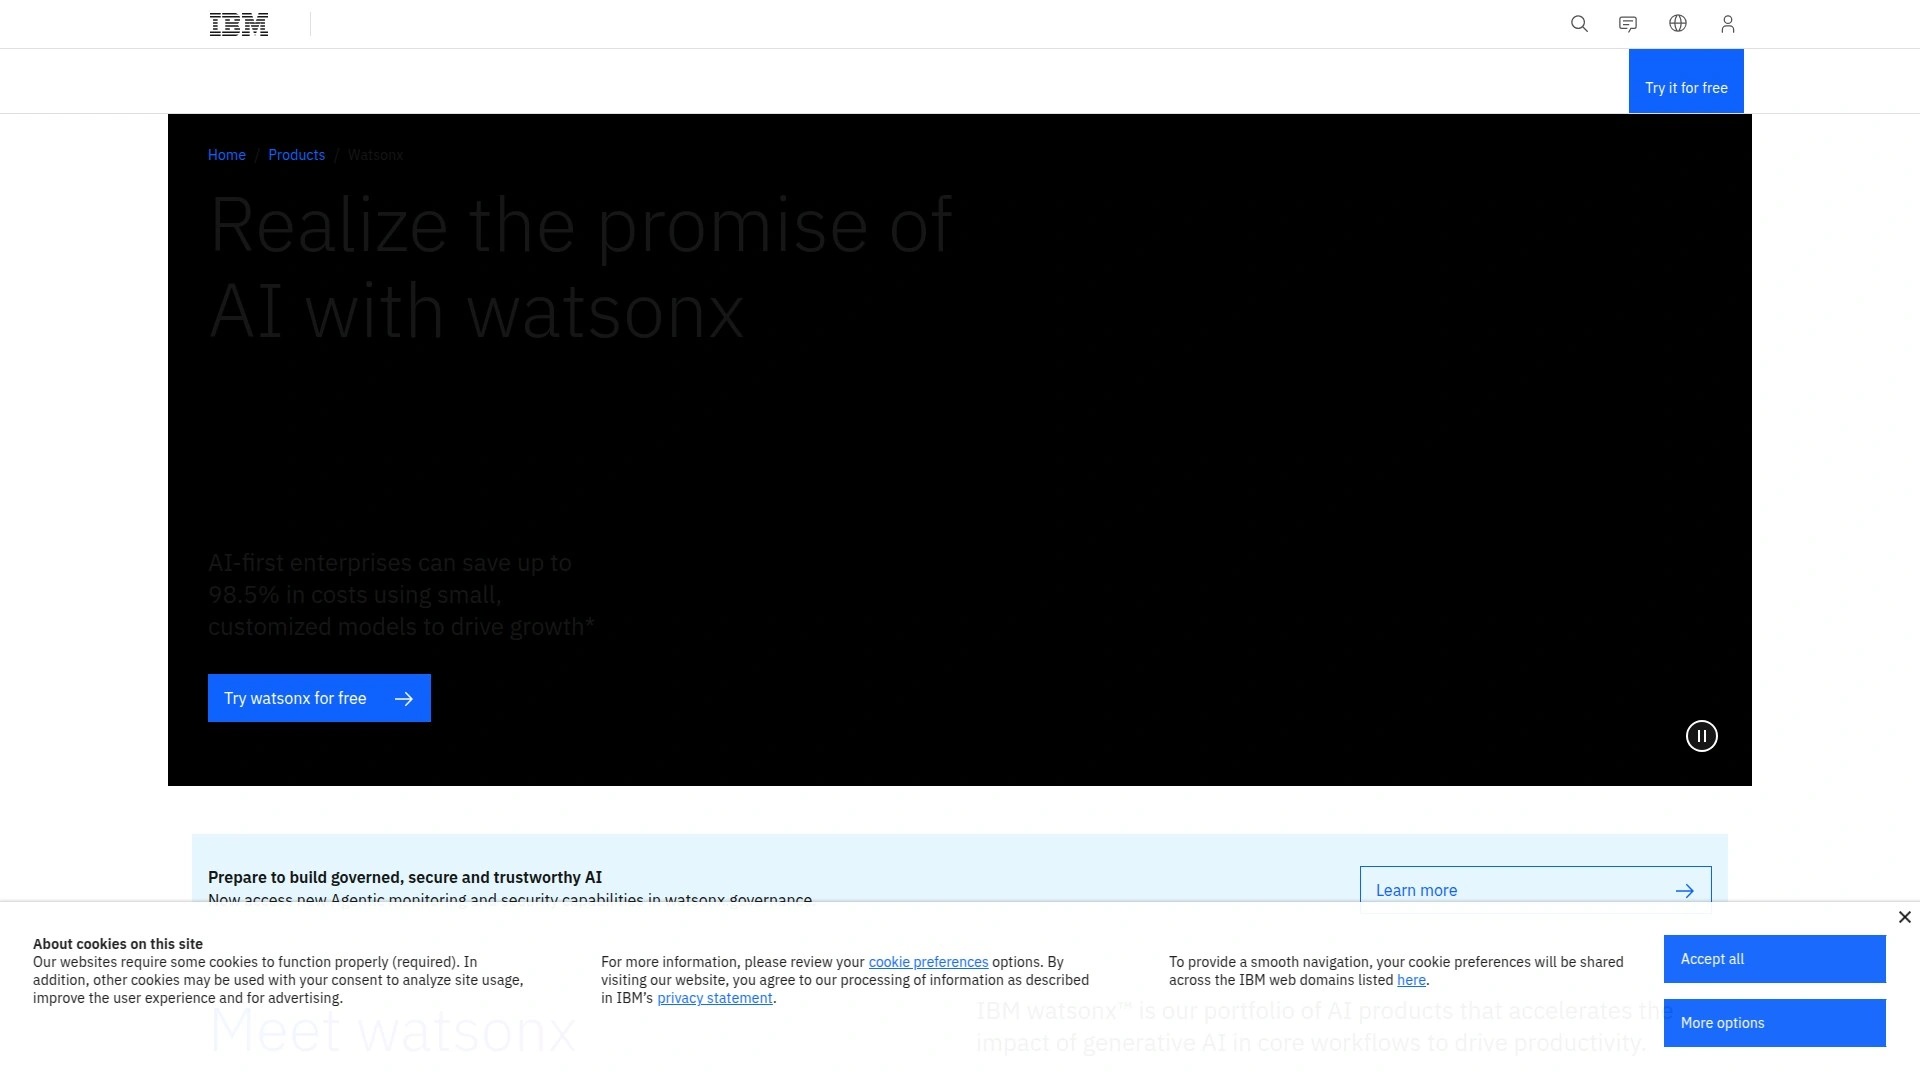 IBM
Try it for free
Home / Products / Watsonx
Realize the promise of
AI with watsonx
AI-first enterprises can save up to
98.5% in costs using small,
customized models to drive growth*
Try watsonx for free
Prepare to build governed, secure and trustworthy AI
Now access new Agentic monitoring and security capabilities in watsonx.governance
Learn more
About cookies on this site
Our websites require some cookies to function properly (required). In
addition, other cookies may be used with your consent to analyze site usage,
improve the user experience and for advertising.
For more information, please review your cookie preferences options. By
visiting our website, you agree to our processing of information as described
in IBM’s privacy statement.
To provide a smooth navigation, your cookie preferences will be shared
across the IBM web domains listed here.
Accept all
More options
Meet watsonx
IBM watsonx™ is our portfolio of AI products that accelerates the
impact of generative AI in core workflows to drive productivity.